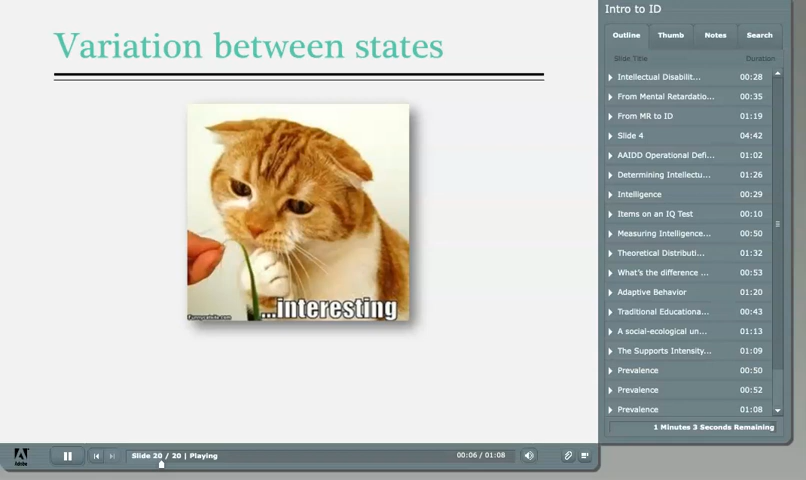 Variation between states
...interesting
Intro to ID
Outline Thumb Notes Search
Slide Title Duration
Intellectual Disabilit... 00:28
From Mental Retardatio... 00:35
From MR to ID 01:19
Slide 4 04:42
AAIDD Operational Defi... 01:02
Determining Intellectu... 01:26
Intelligence 00:29
Items on an IQ Test 00:10
Measuring Intelligence... 00:50
Theoretical Distributi... 01:32
What's the difference ... 00:53
Adaptive Behavior 01:20
Traditional Educationa... 00:43
A social-ecological un... 01:13
The Supports Intensity... 01:09
Prevalence 00:50
Prevalence 00:52
Prevalence 01:08
1 Minutes 3 Seconds Remaining
Adobe
Slide 20 / 20 | Playing
00:06 / 01:08